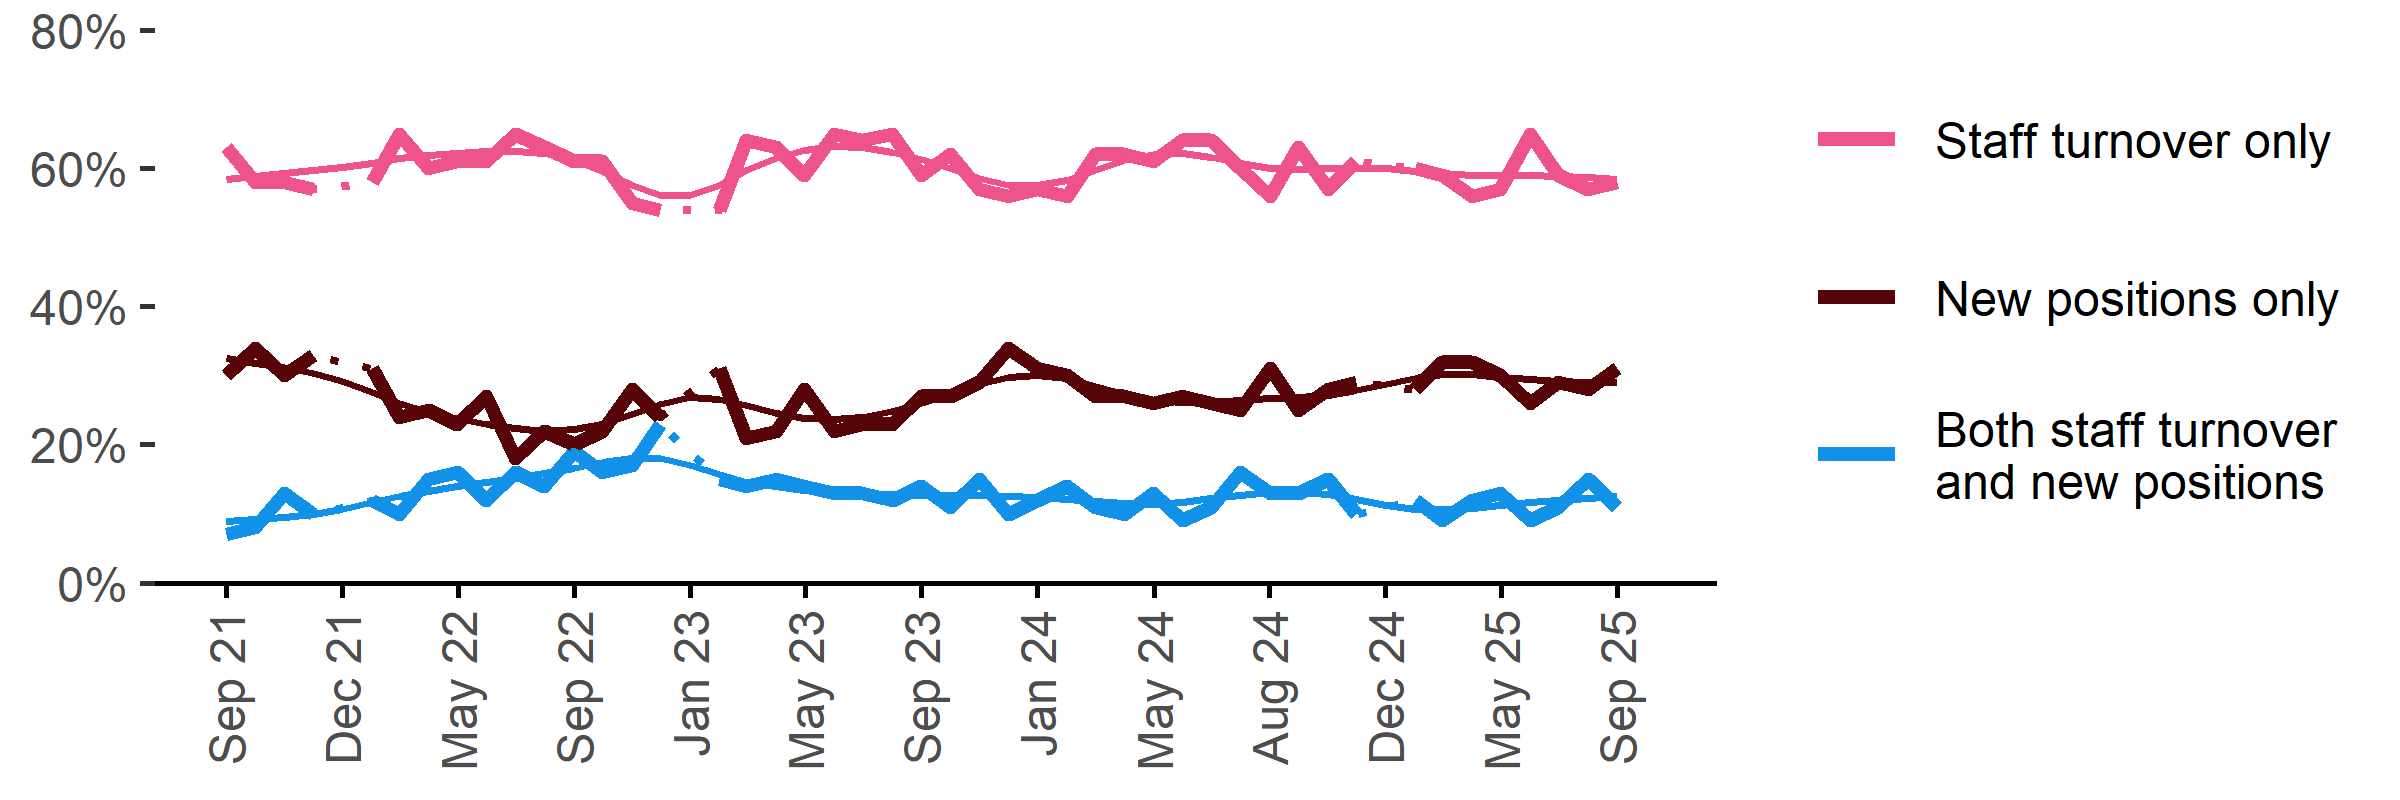 80%
60%
40%
20%
0%
Sep 21
Dec 21
May 22
Sep 22
Jan 23
May 23
Sep 23
Jan 24
May 24
Aug 24
Dec 24
May 25
Sep 25
Staff turnover only
New positions only
Both staff turnover
and new positions